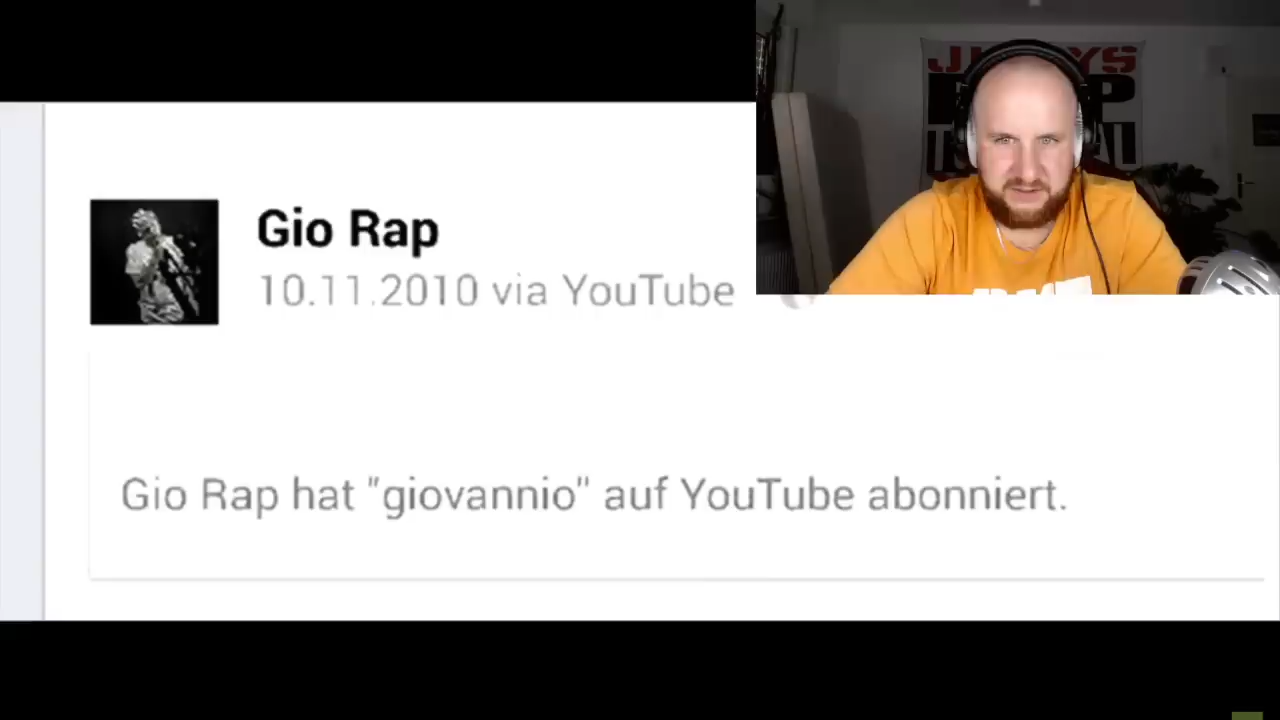 Gio Rap
10.11.2010 via YouTube
Gio Rap hat "giovannio" auf YouTube abonniert.